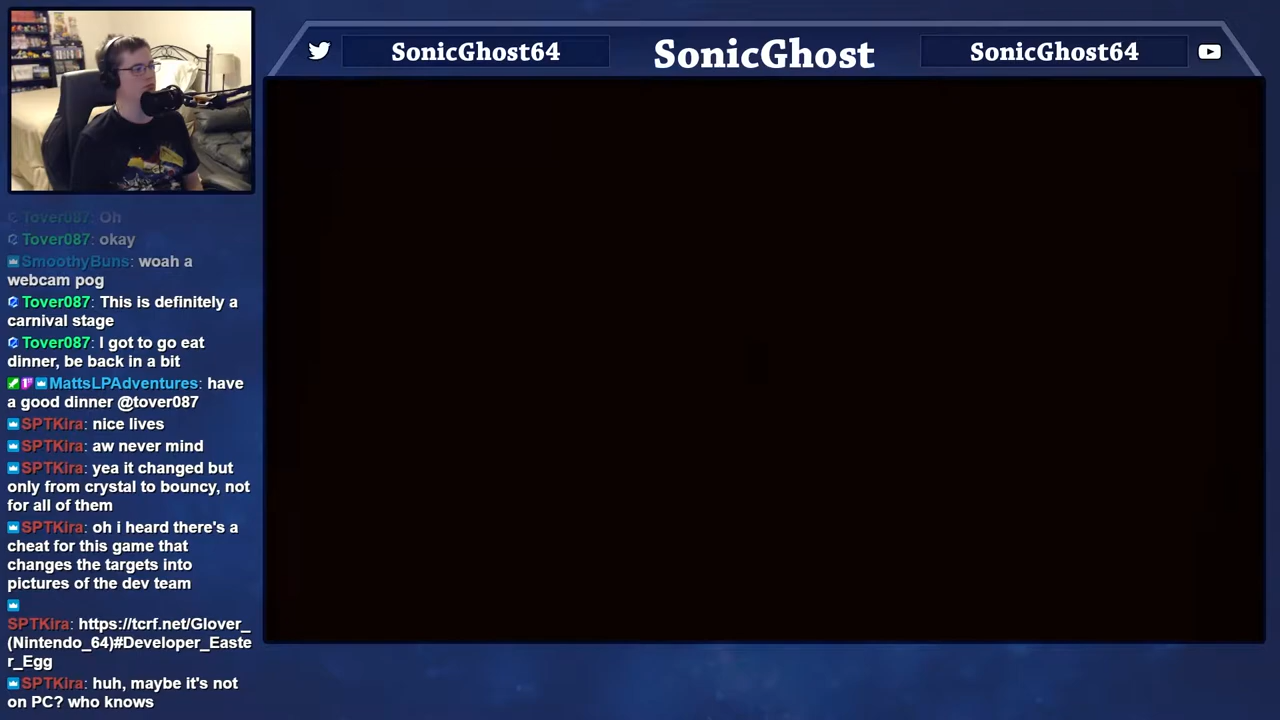 SonicGhost64
SonicGhost
SonicGhost64
Tover087: Oh
Tover087: okay
SmoothyBuns: woah a
webcam pog
Tover087: This is definitely a
carnival stage
Tover087: I got to go eat
dinner, be back in a bit
MattsLPAdventures: have
a good dinner @tover087
SPTKira: nice lives
SPTKira: aw never mind
SPTKira: yea it changed but
only from crystal to bouncy, not
for all of them
SPTKira: oh i heard there's a
cheat for this game that
changes the targets into
pictures of the dev team
SPTKira: https://tcrf.net/Glover_
(Nintendo_64)#Developer_Easte
r_Egg
SPTKira: huh, maybe it's not
on PC? who knows